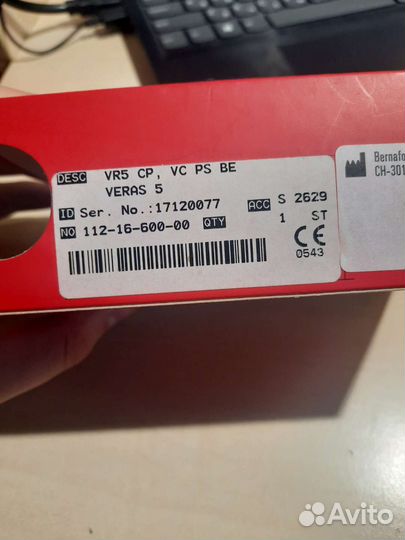 DESC VR5 CP, VC PS BE
VERAS 5
ID Ser. No.:17120077 ACC S 2629
NO 112-16-600-00 QTY 1 ST
CE
0543
Bernafo
CH-301
Avito